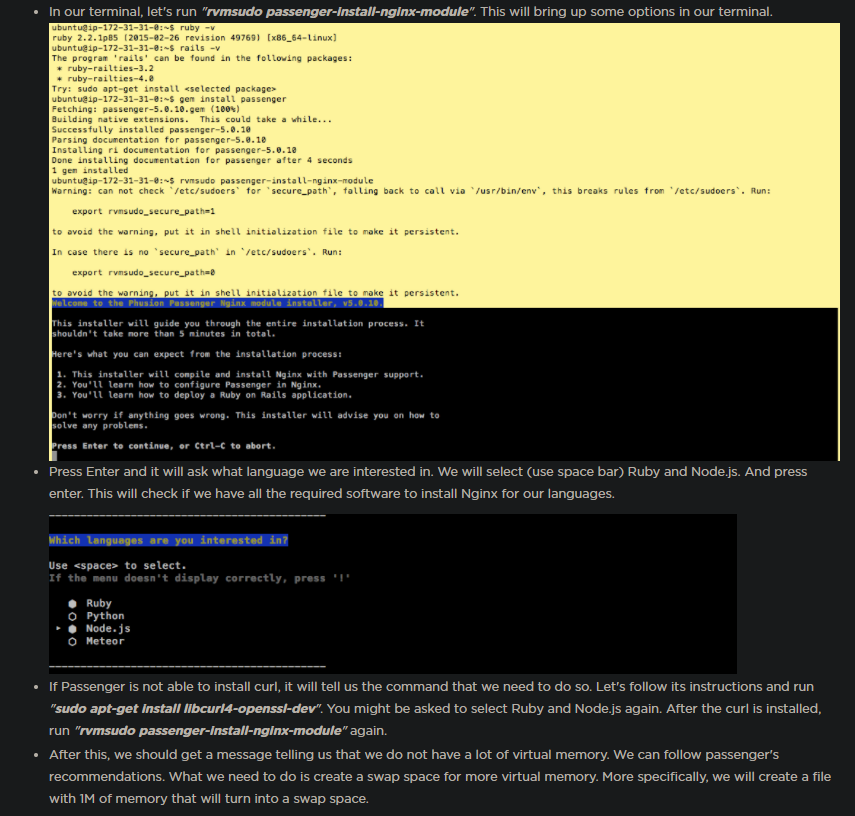 In our terminal, let's run "rvmsudo passenger-install-nginx-module". This will bring up some options in our terminal.
ubuntu@ip-172-31-31-0:~$ ruby -v
ruby 2.2.1p85 (2015-02-26 revision 49769) [x86_64-linux]
ubuntu@ip-172-31-31-0:~$ rails -v
The program 'rails' can be found in the following packages:
* ruby-railties-3.2
* ruby-railties-4.0
Try: sudo apt-get install <selected package>
ubuntu@ip-172-31-31-0:~$ gem install passenger
Fetching: passenger-5.0.10.gem (100%)
Building native extensions.  This could take a while...
Successfully installed passenger-5.0.10
Parsing documentation for passenger-5.0.10
Installing ri documentation for passenger-5.0.10
Done installing documentation for passenger after 4 seconds
1 gem installed
ubuntu@ip-172-31-31-0:~$ rvmsudo passenger-install-nginx-module
Warning: can not check `/etc/sudoers` for `secure_path`, falling back to call via `/usr/bin/env`, this breaks rules from `/etc/sudoers`. Run:
export rvmsudo_secure_path=1
to avoid the warning, put it in shell initialization file to make it persistent.
In case there is no `secure_path` in `/etc/sudoers`. Run:
export rvmsudo_secure_path=0
to avoid the warning, put it in shell initialization file to make it persistent.
Welcome to the Phusion Passenger Nginx module installer, v5.0.10.
This installer will guide you through the entire installation process. It
shouldn't take more than 5 minutes in total.
Here's what you can expect from the installation process:
1. This installer will compile and install Nginx with Passenger support.
2. You'll learn how to configure Passenger in Nginx.
3. You'll learn how to deploy a Ruby on Rails application.
Don't worry if anything goes wrong. This installer will advise you on how to
solve any problems.
Press Enter to continue, or Ctrl-C to abort.
Press Enter and it will ask what language we are interested in. We will select (use space bar) Ruby and Node.js. And press
enter. This will check if we have all the required software to install Nginx for our languages.
Which languages are you interested in?
Use <space> to select.
If the menu doesn't display correctly, press '!'
⬢ Ruby
⬡ Python
‣ ⬢ Node.js
⬡ Meteor
If Passenger is not able to install curl, it will tell us the command that we need to do so. Let's follow its instructions and run
"sudo apt-get install libcurl4-openssl-dev". You might be asked to select Ruby and Node.js again. After the curl is installed,
run "rvmsudo passenger-install-nginx-module" again.
After this, we should get a message telling us that we do not have a lot of virtual memory. We can follow passenger's
recommendations. What we need to do is create a swap space for more virtual memory. More specifically, we will create a file
with 1M of memory that will turn into a swap space.